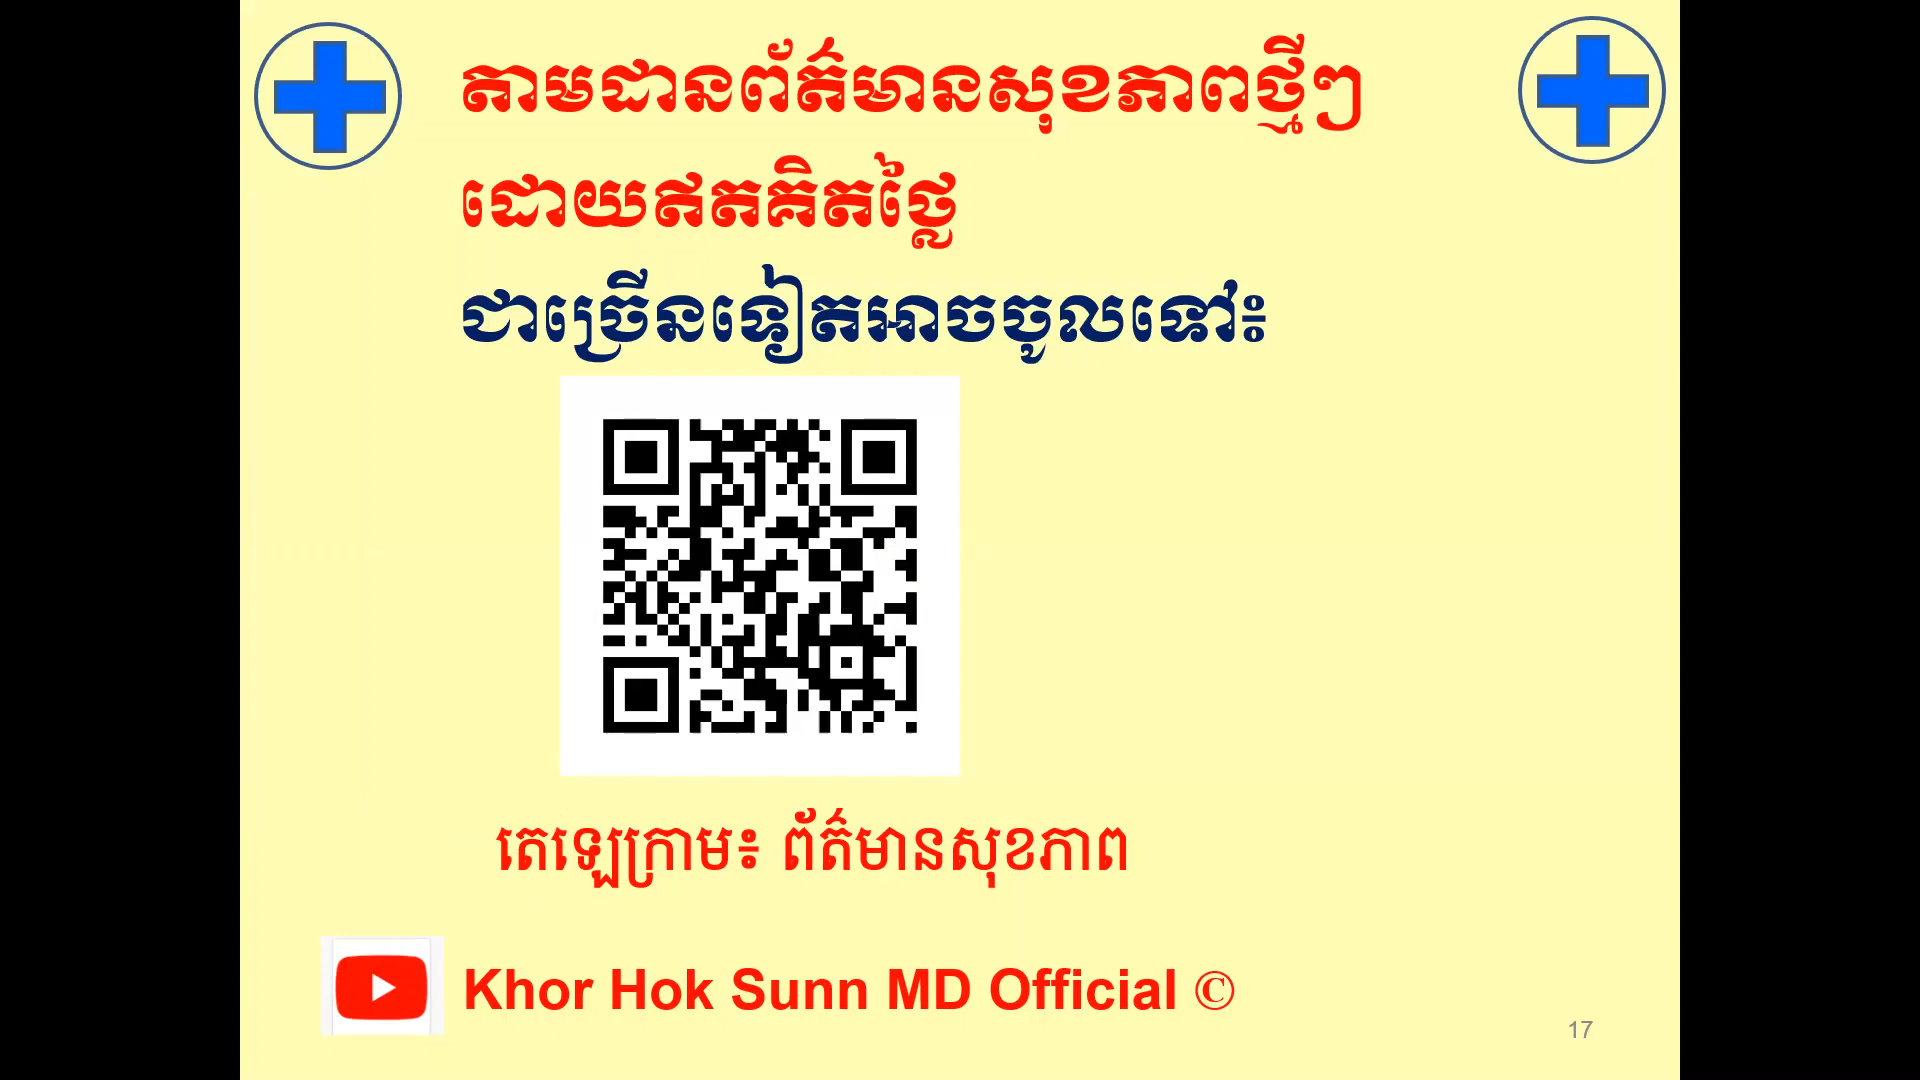 តាមដានព័ត៌មានសុខភាពថ្មីៗ
ដោយឥតគិតថ្លៃ
ជាច្រើនទៀតអាចចូលទៅ៖
តេឡេក្រាម៖ ព័ត៌មានសុខភាព
Khor Hok Sunn MD Official ©
17